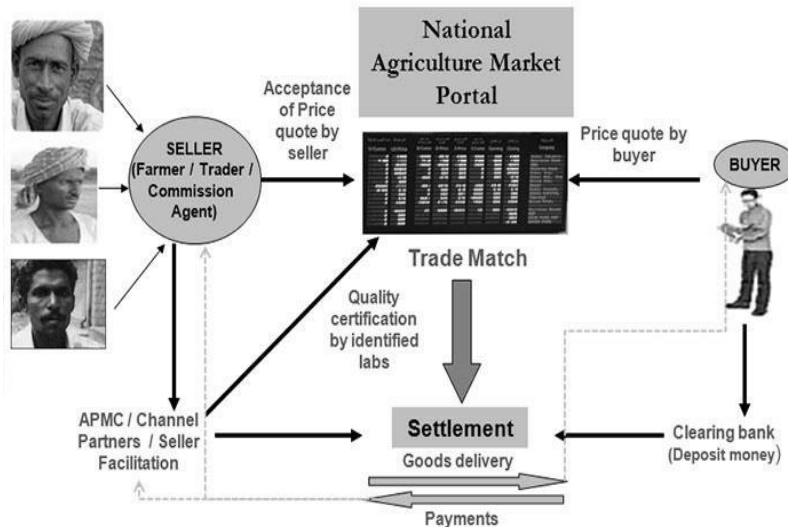 National
Agriculture Market
Portal
Acceptance
of Price
quote by
seller
SELLER
(Farmer / Trader /
Commission
Agent)
Price quote by
buyer
BUYER
Trade Match
Quality
certification
by identified
labs
APMC / Channel
Partners / Seller
Facilitation
Settlement
Clearing bank
(Deposit money)
Goods delivery
Payments